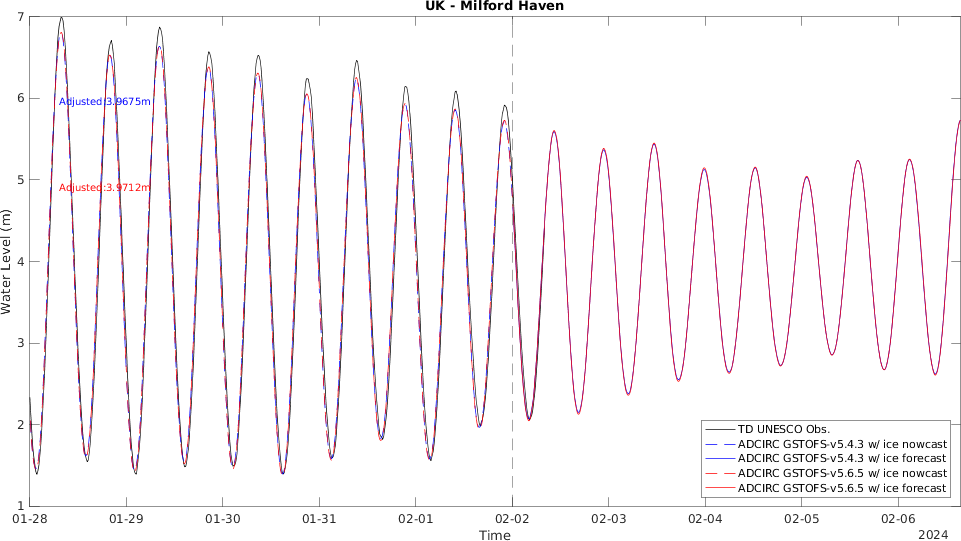 UK - Milford Haven
7
6
5
4
3
2
1
Water Level (m)
Adjusted:3.9675m
Adjusted:3.9712m
TD UNESCO Obs.
ADCIRC GSTOFS-v5.4.3 w/ ice nowcast
ADCIRC GSTOFS-v5.4.3 w/ ice forecast
ADCIRC GSTOFS-v5.6.5 w/ ice nowcast
ADCIRC GSTOFS-v5.6.5 w/ ice forecast
01-28 01-29 01-30 01-31 02-01 02-02 02-03 02-04 02-05 02-06
Time
2024